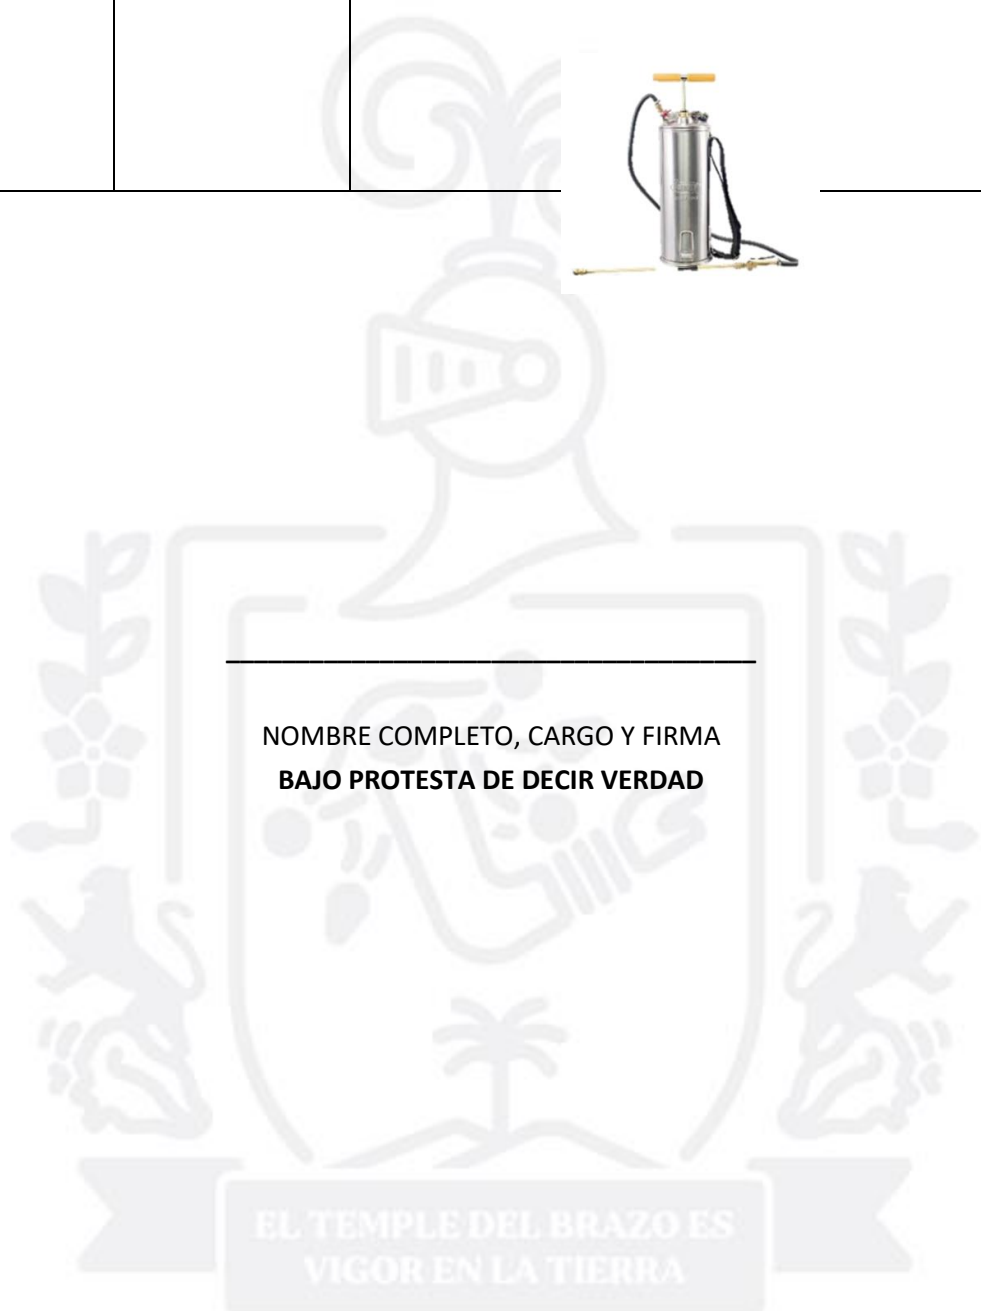 NOMBRE COMPLETO, CARGO Y FIRMA
BAJO PROTESTA DE DECIR VERDAD
EL TEMPLE DEL BRAZO ES
VIGOR EN LA TIERRA